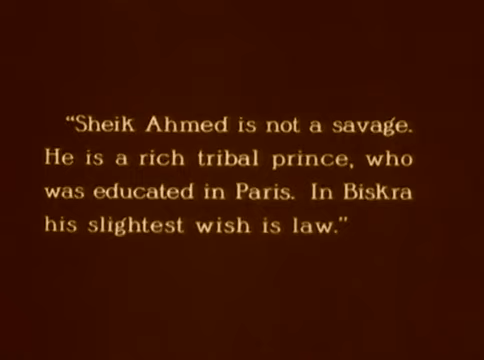 “Sheik Ahmed is not a savage.
He is a rich tribal prince, who
was educated in Paris. In Biskra
his slightest wish is law.”